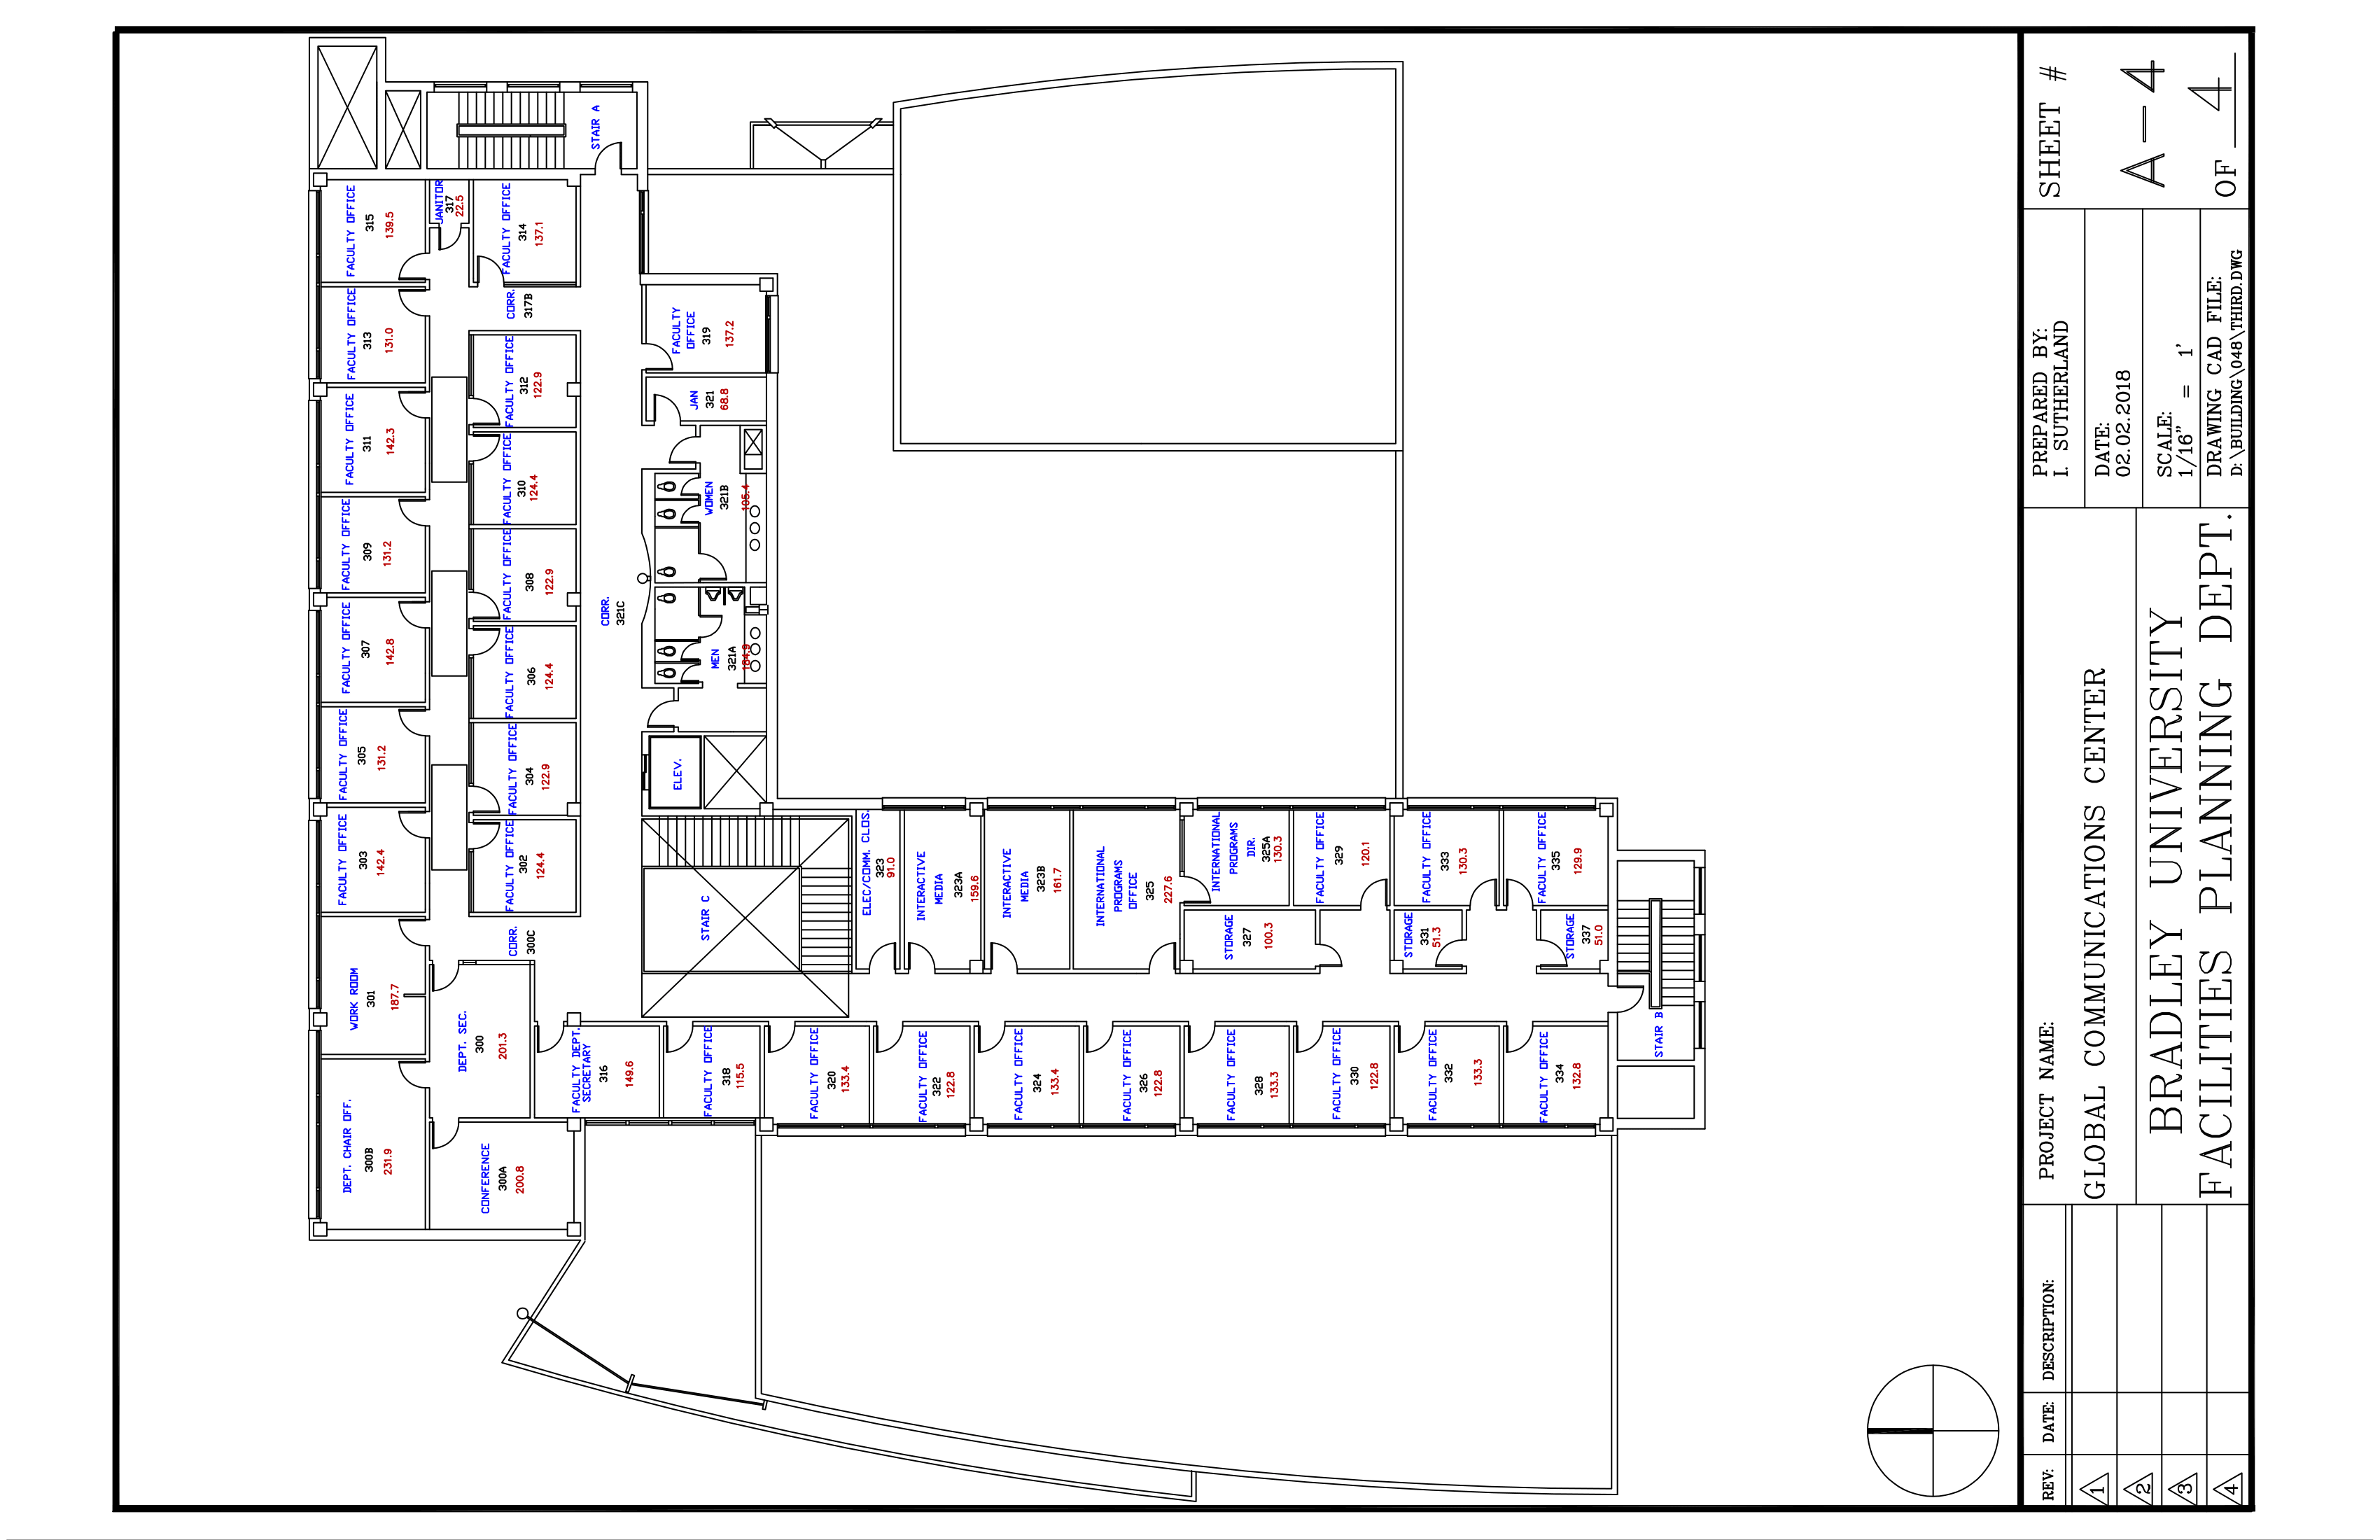 STAIR A
FACULTY OFFICE
315
139.5
JANITOR
317
22.5
FACULTY OFFICE
314
137.1
FACULTY OFFICE
313
131.0
CORR.
317B
FACULTY
OFFICE
319
137.2
FACULTY OFFICE
312
122.9
JAN
321
68.8
FACULTY OFFICE
311
142.3
FACULTY OFFICE
310
124.4
WOMEN
321B
FACULTY OFFICE
309
131.2
FACULTY OFFICE
308
122.9
CORR.
321C
FACULTY OFFICE
307
142.8
FACULTY OFFICE
306
124.4
MEN
321A
FACULTY OFFICE
305
131.2
FACULTY OFFICE
304
122.9
ELEV.
FACULTY OFFICE
303
142.4
FACULTY OFFICE
302
124.4
STAIR C
ELEC/COMM. CLOS.
323
91.0
INTERACTIVE
MEDIA
323A
159.6
INTERACTIVE
MEDIA
323B
161.7
INTERNATIONAL
PROGRAMS
OFFICE
325
227.6
INTERNATIONAL
PROGRAMS
DIR.
325A
130.3
FACULTY OFFICE
329
120.1
FACULTY OFFICE
333
130.3
FACULTY OFFICE
335
129.9
STORAGE
327
100.3
STORAGE
331
51.3
STORAGE
337
51.0
WORK ROOM
301
187.7
CORR.
300C
DEPT. SEC.
300
201.3
FACULTY DEPT.
SECRETARY
316
149.6
FACULTY OFFICE
318
115.5
FACULTY OFFICE
320
133.4
FACULTY OFFICE
322
122.8
FACULTY OFFICE
324
133.4
FACULTY OFFICE
326
122.8
FACULTY OFFICE
328
133.3
FACULTY OFFICE
330
122.8
FACULTY OFFICE
332
133.3
FACULTY OFFICE
334
132.8
STAIR B
DEPT. CHAIR OFF.
300B
231.9
CONFERENCE
300A
200.8
REV:
DATE:
DESCRIPTION:
1
2
3
4
PROJECT NAME:
GLOBAL COMMUNICATIONS CENTER
BRADLEY UNIVERSITY
FACILITIES PLANNING DEPT.
PREPARED BY:
I. SUTHERLAND
DATE:
02.02.2018
SCALE:
1/16" = 1'
DRAWING CAD FILE:
D:\BUILDING\048\THIRD.DWG
SHEET #
A-4
OF 4